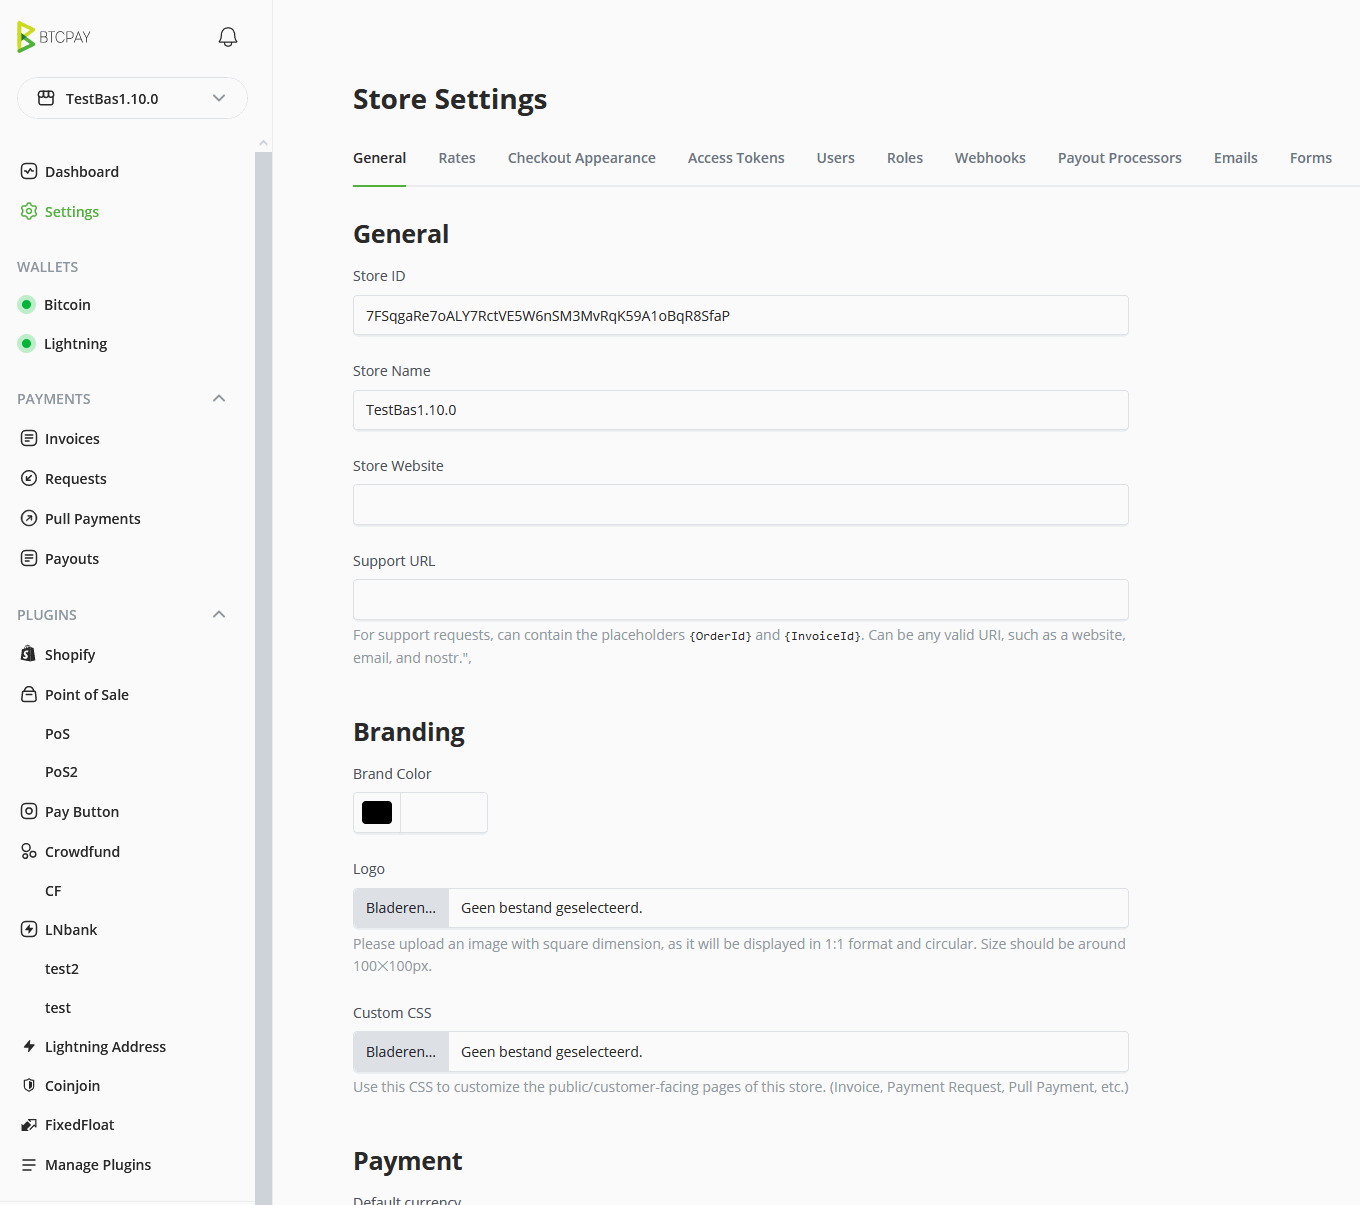 BTCPAY
TestBas1.10.0
Dashboard
Settings
WALLETS
Bitcoin
Lightning
PAYMENTS
Invoices
Requests
Pull Payments
Payouts
PLUGINS
Shopify
Point of Sale
PoS
PoS2
Pay Button
Crowdfund
CF
LNbank
test2
test
Lightning Address
Coinjoin
FixedFloat
Manage Plugins
Store Settings
General Rates Checkout Appearance Access Tokens Users Roles Webhooks Payout Processors Emails Forms
General
Store ID
7FSqgaRe7oALY7RctVE5W6nSM3MvRqK59A1oBqR8SfaP
Store Name
TestBas1.10.0
Store Website
Support URL
For support requests, can contain the placeholders {OrderId} and {InvoiceId}. Can be any valid URI, such as a website,
email, and nostr.",
Branding
Brand Color
Logo
Bladeren... Geen bestand geselecteerd.
Please upload an image with square dimension, as it will be displayed in 1:1 format and circular. Size should be around
100✕100px.
Custom CSS
Bladeren... Geen bestand geselecteerd.
Use this CSS to customize the public/customer-facing pages of this store. (Invoice, Payment Request, Pull Payment, etc.)
Payment
Default currency